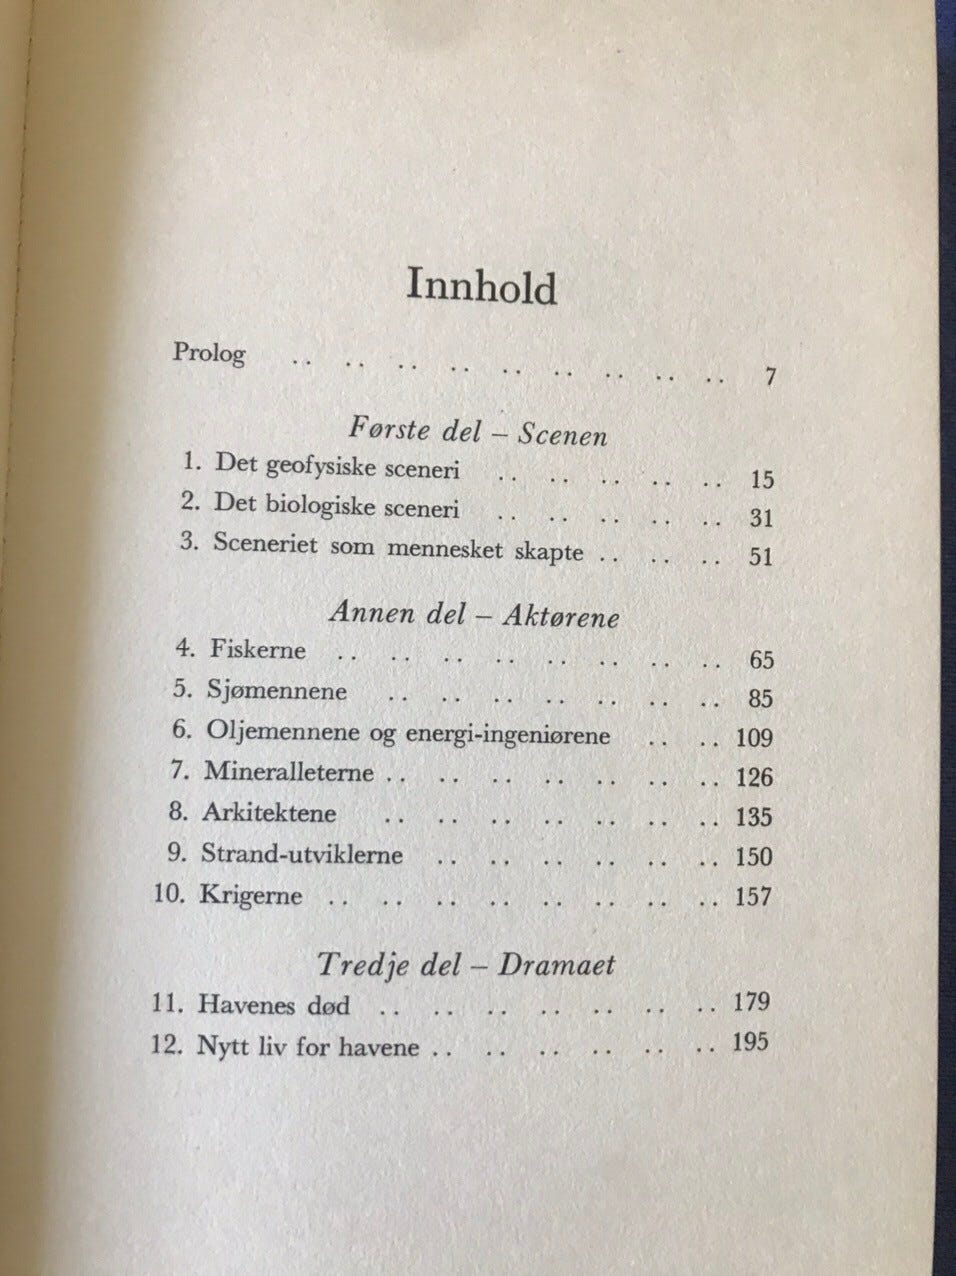 Innhold
Prolog .. .. .. .. .. .. .. .. .. 7
Første del – Scenen
1. Det geofysiske sceneri .. .. .. .. .. 15
2. Det biologiske sceneri .. .. .. .. .. 31
3. Sceneriet som mennesket skapte .. .. .. 51
Annen del – Aktørene
4. Fiskerne .. .. .. .. .. .. .. .. 65
5. Sjømennene .. .. .. .. .. .. .. 85
6. Oljemennene og energi-ingeniørene .. .. 109
7. Mineralleterne .. .. .. .. .. .. .. 126
8. Arkitektene .. .. .. .. .. .. .. 135
9. Strand-utviklerne .. .. .. .. .. .. 150
10. Krigerne .. .. .. .. .. .. .. .. 157
Tredje del – Dramaet
11. Havenes død .. .. .. .. .. .. .. 179
12. Nytt liv for havene .. .. .. .. .. .. 195